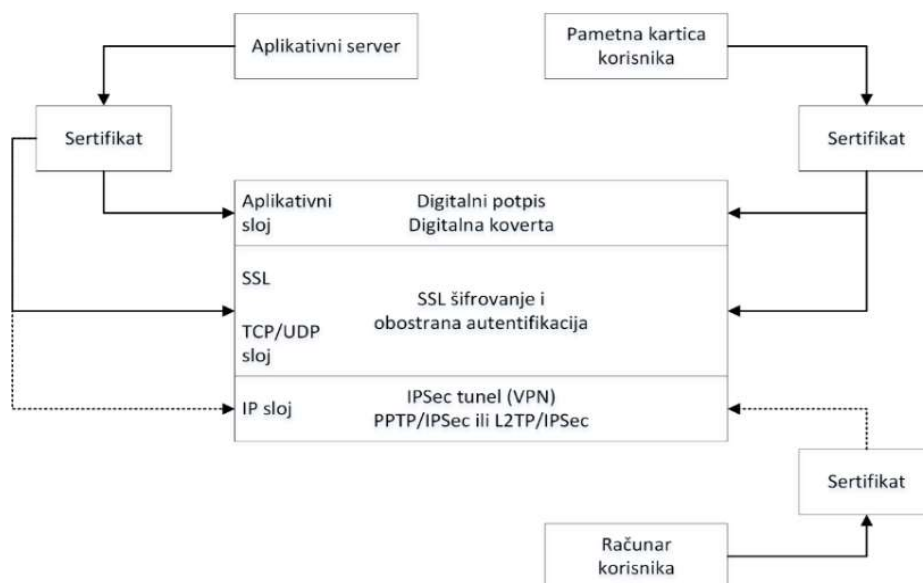 Aplikativni server
Pametna kartica
korisnika
Sertifikat
Sertifikat
Aplikativni
sloj
Digitalni potpis
Digitalna koverta
SSL
TCP/UDP
sloj
SSL šifrovanje i
obostrana autentifikacija
IP sloj
IPSec tunel (VPN)
PPTP/IPSec ili L2TP/IPSec
Sertifikat
Računar
korisnika